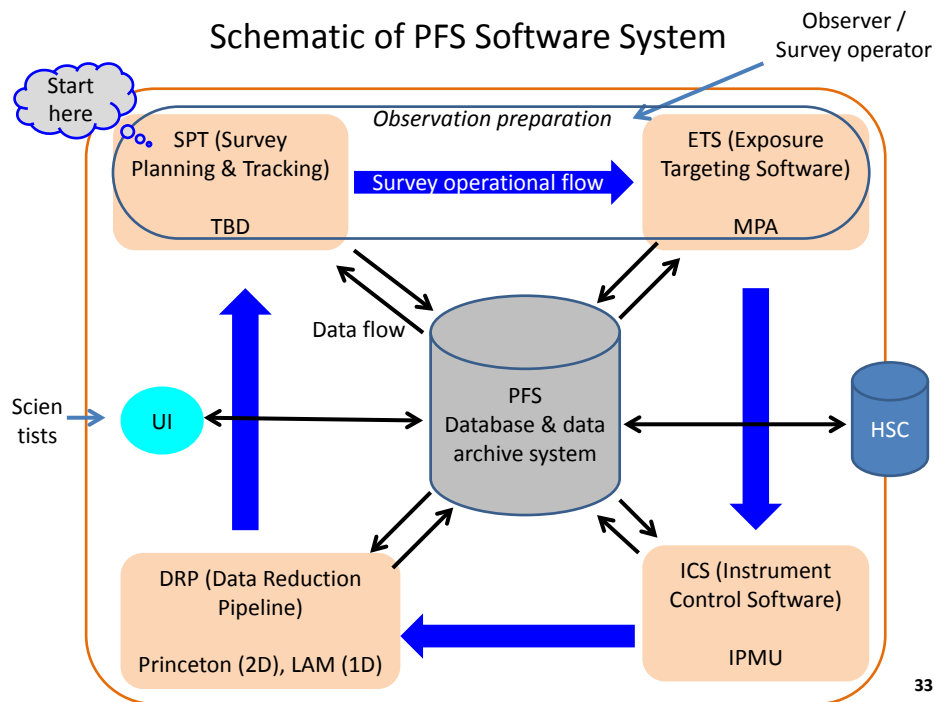 Schematic of PFS Software System
Observer /
Survey operator
Start
here
Observation preparation
SPT (Survey
Planning & Tracking)
TBD
Survey operational flow
ETS (Exposure
Targeting Software)
MPA
Data flow
PFS
Database & data
archive system
Scien
tists
UI
HSC
DRP (Data Reduction
Pipeline)
Princeton (2D), LAM (1D)
ICS (Instrument
Control Software)
IPMU
33